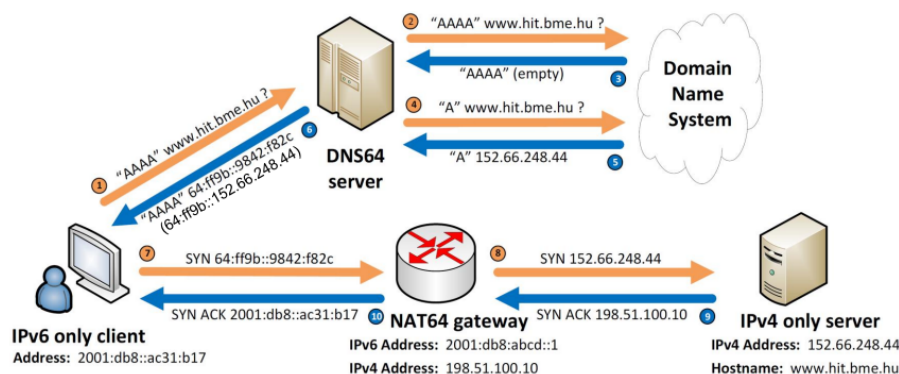 2 "AAAA" www.hit.bme.hu ?
"AAAA" (empty) 3
4 "A" www.hit.bme.hu ?
"A" 152.66.248.44 5
Domain
Name
System
DNS64
server
1 "AAAA" www.hit.bme.hu ?
6
"AAAA" 64:ff9b::9842:f82c
(64:ff9b::152.66.248.44)
7 SYN 64:ff9b::9842:f82c
SYN ACK 2001:db8::ac31:b17 10
8 SYN 152.66.248.44
SYN ACK 198.51.100.10 9
IPv6 only client
Address: 2001:db8::ac31:b17
NAT64 gateway
IPv6 Address: 2001:db8:abcd::1
IPv4 Address: 198.51.100.10
IPv4 only server
IPv4 Address: 152.66.248.44
Hostname: www.hit.bme.hu